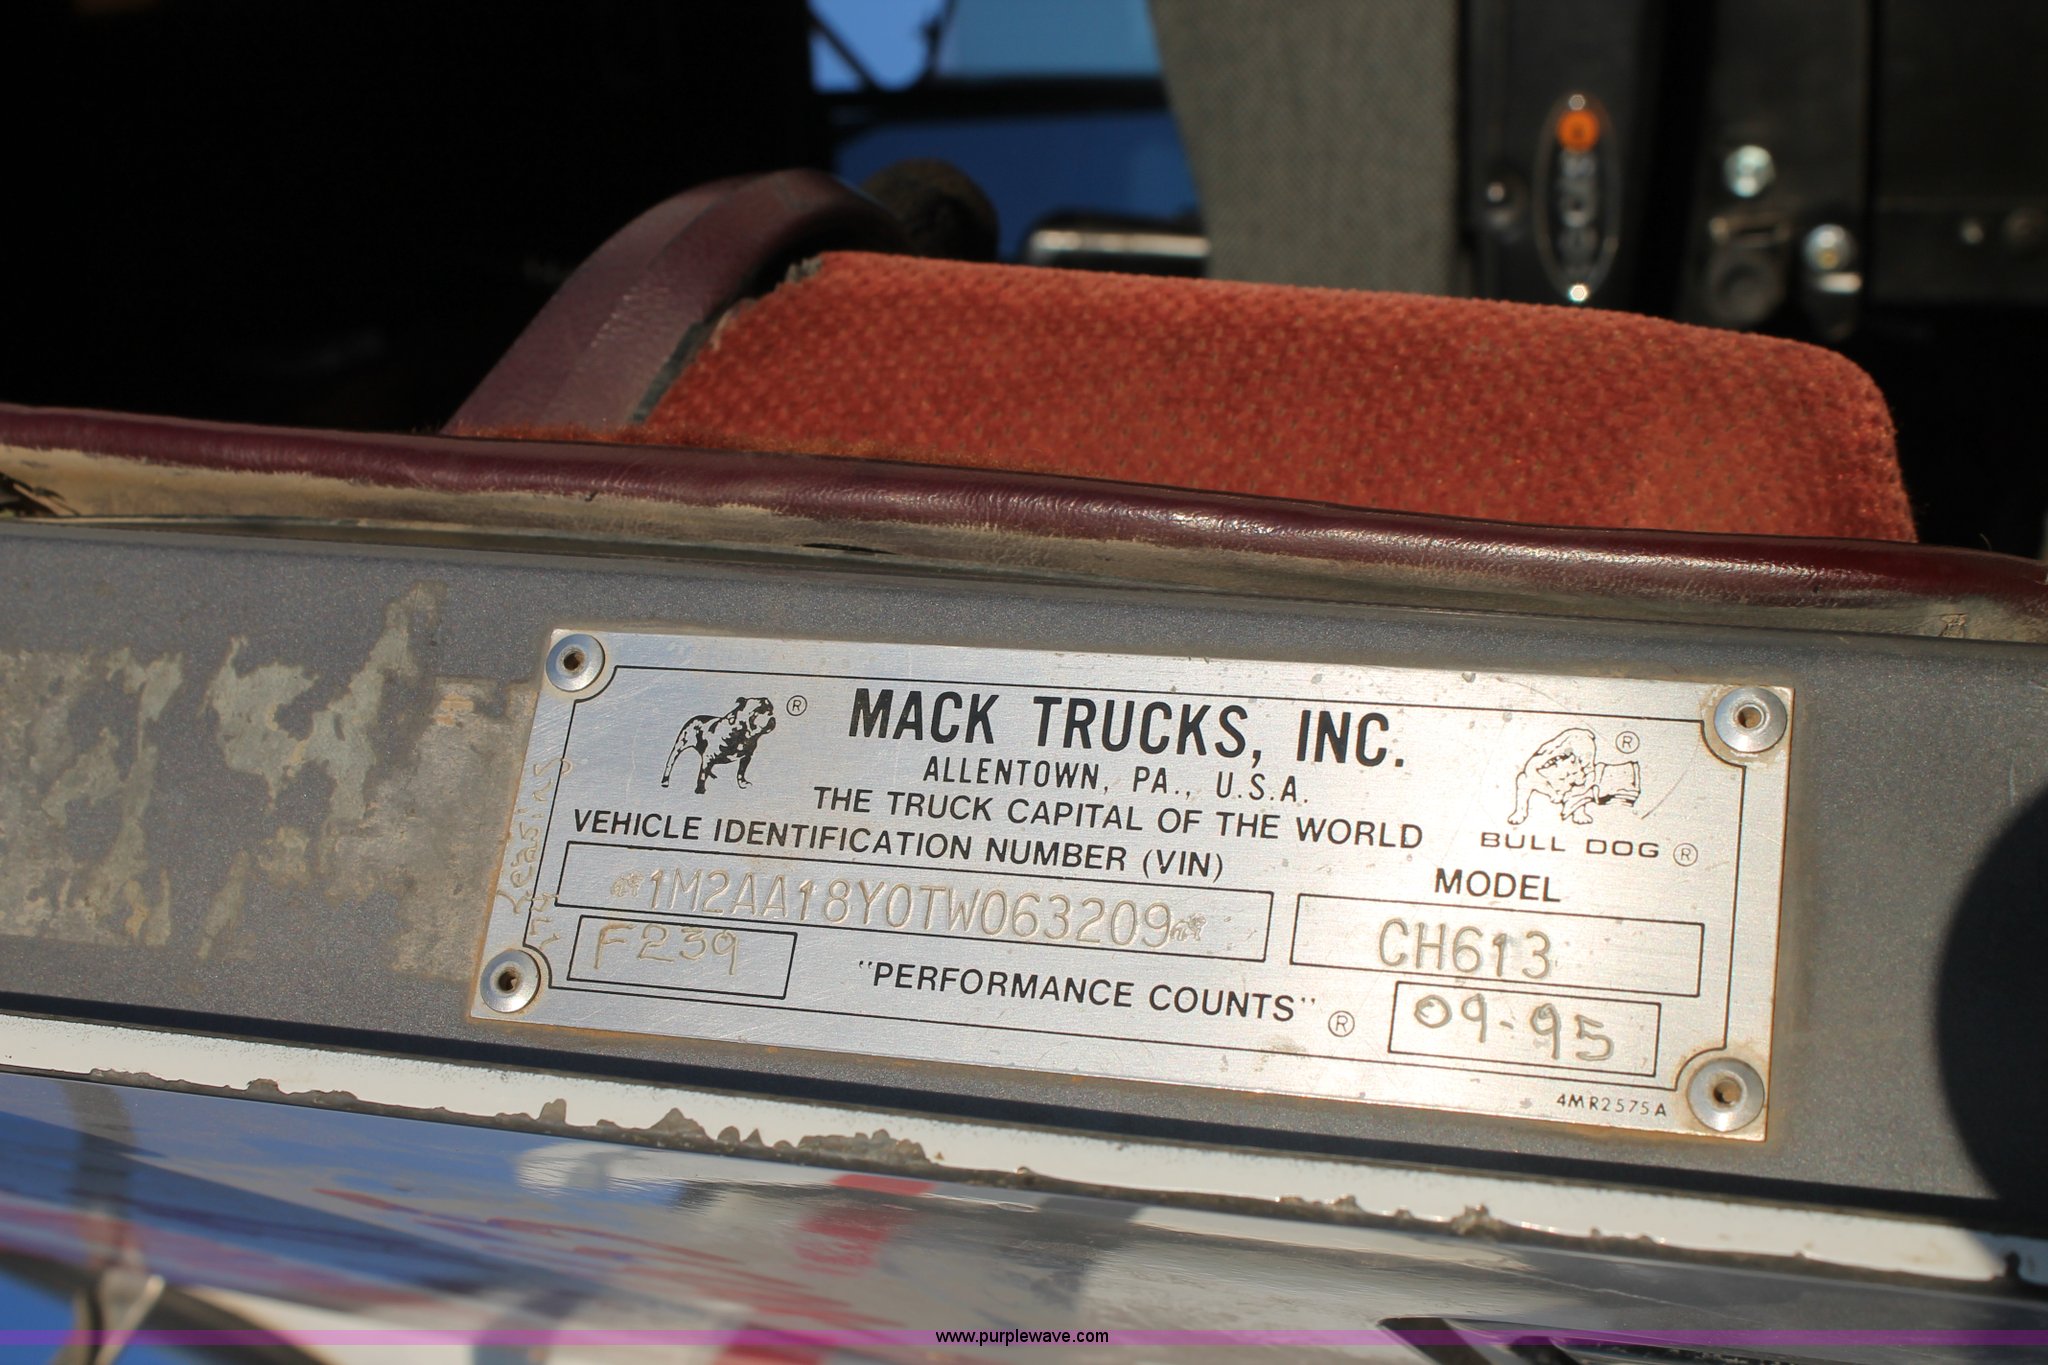 MACK TRUCKS, INC.
ALLENTOWN, PA., U.S.A.
THE TRUCK CAPITAL OF THE WORLD
BULL DOG ®
VEHICLE IDENTIFICATION NUMBER (VIN)
1M2AA18Y0TW063209
MODEL
CH613
F239
"PERFORMANCE COUNTS" ®
09-95
4MR2575A
www.purplewave.com